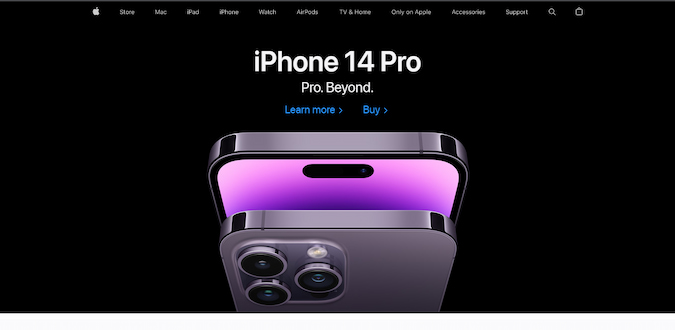 Store Mac iPad iPhone Watch AirPods TV & Home Only on Apple Accessories Support
iPhone 14 Pro
Pro. Beyond.
Learn more > Buy >